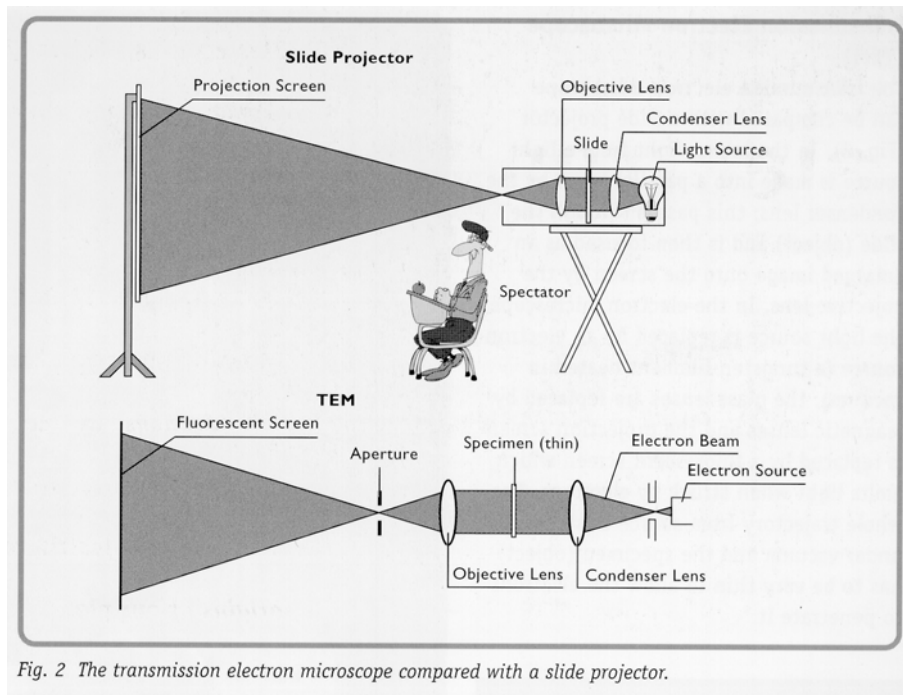 Slide Projector
Projection Screen
Objective Lens
Condenser Lens
Slide
Light Source
Spectator
TEM
Fluorescent Screen
Aperture
Specimen (thin)
Electron Beam
Electron Source
Objective Lens
Condenser Lens
Fig. 2 The transmission electron microscope compared with a slide projector.